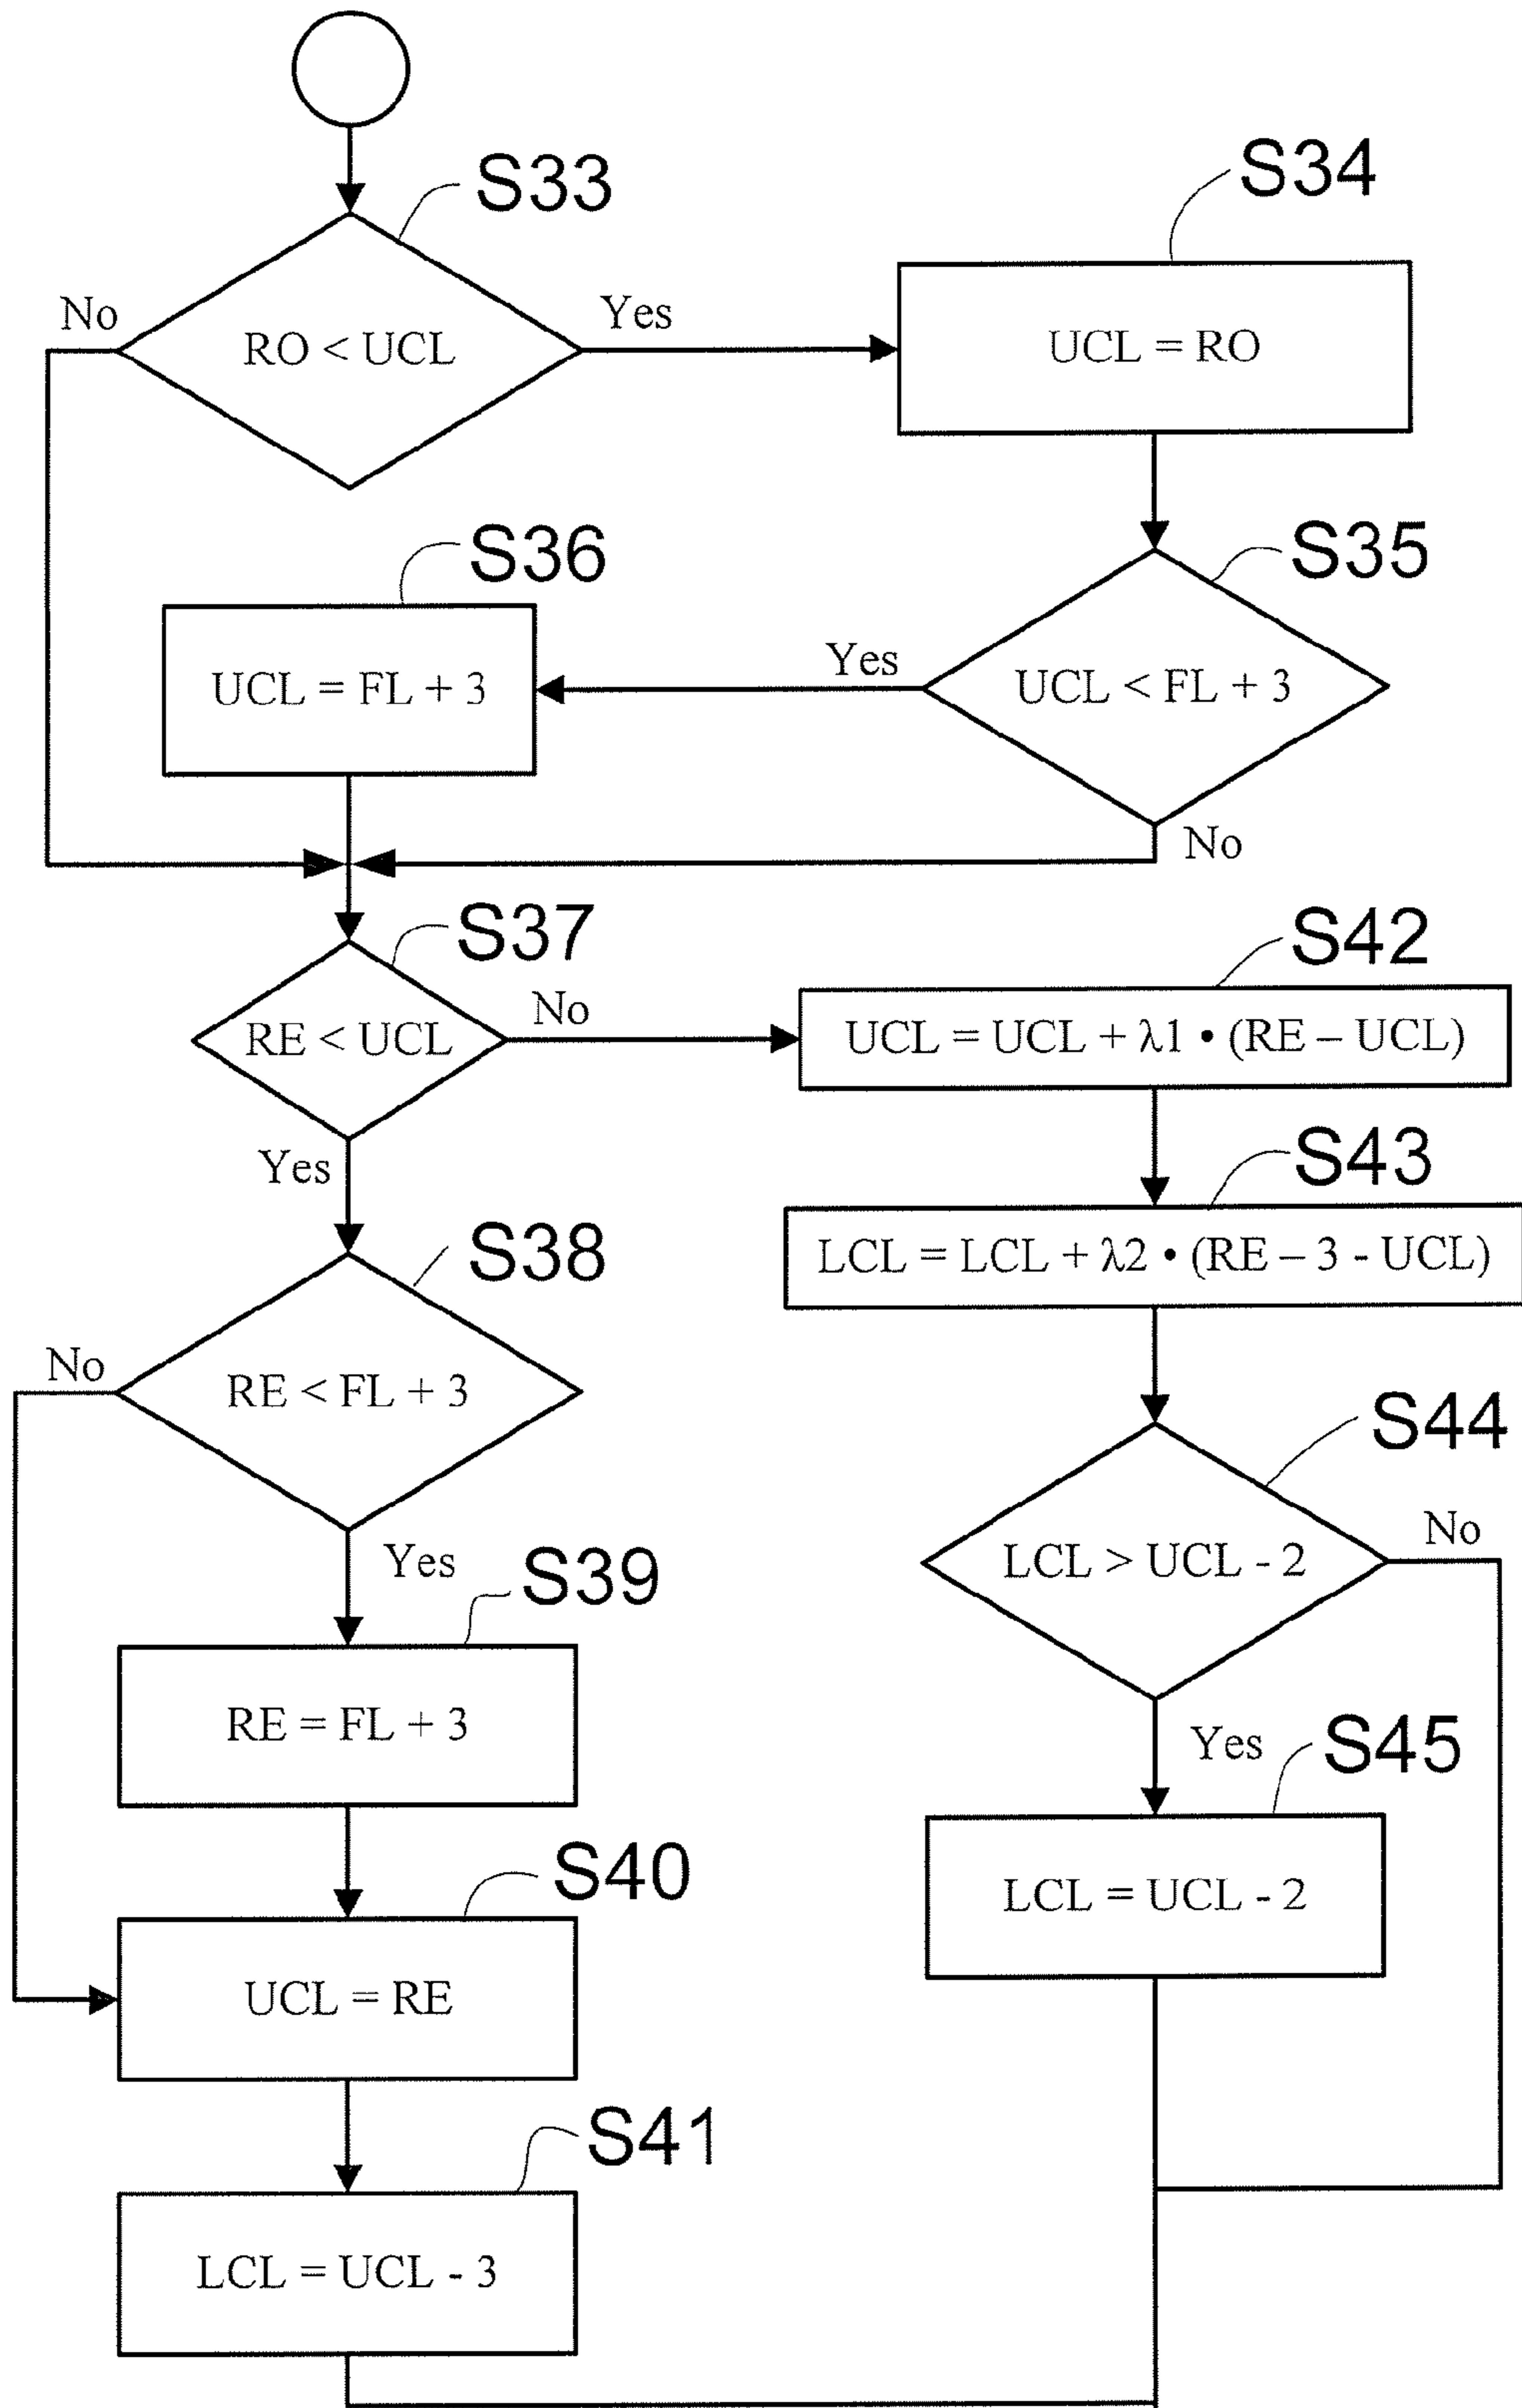 S33
S34
No
RO < UCL
Yes
UCL = RO
S36
S35
UCL = FL + 3
Yes
UCL < FL + 3
No
S37
S42
RE < UCL
No
UCL = UCL + λ1 • (RE – UCL)
Yes
S43
LCL = LCL + λ2 • (RE – 3 - UCL)
S38
No
RE < FL + 3
S44
Yes
LCL > UCL - 2
No
S39
RE = FL + 3
Yes
S45
S40
LCL = UCL - 2
UCL = RE
S41
LCL = UCL - 3